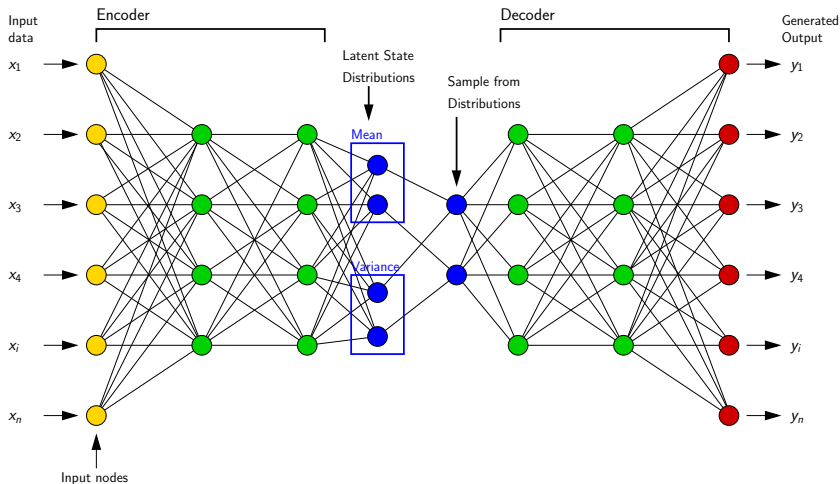 Input
data
Encoder
Decoder
Generated
Output
Latent State
Distributions
Sample from
Distributions
Mean
Variance
x1
x2
x3
x4
xi
xn
y1
y2
y3
y4
yi
yn
Input nodes